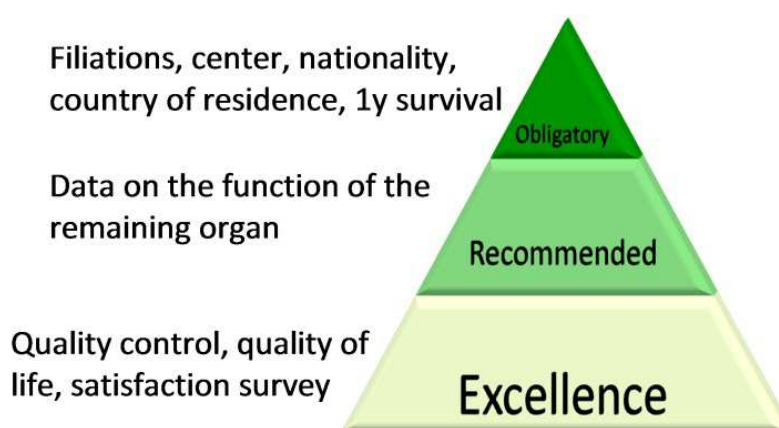 Filiations, center, nationality,
country of residence, 1y survival
Obligatory
Data on the function of the
remaining organ
Recommended
Quality control, quality of
life, satisfaction survey
Excellence